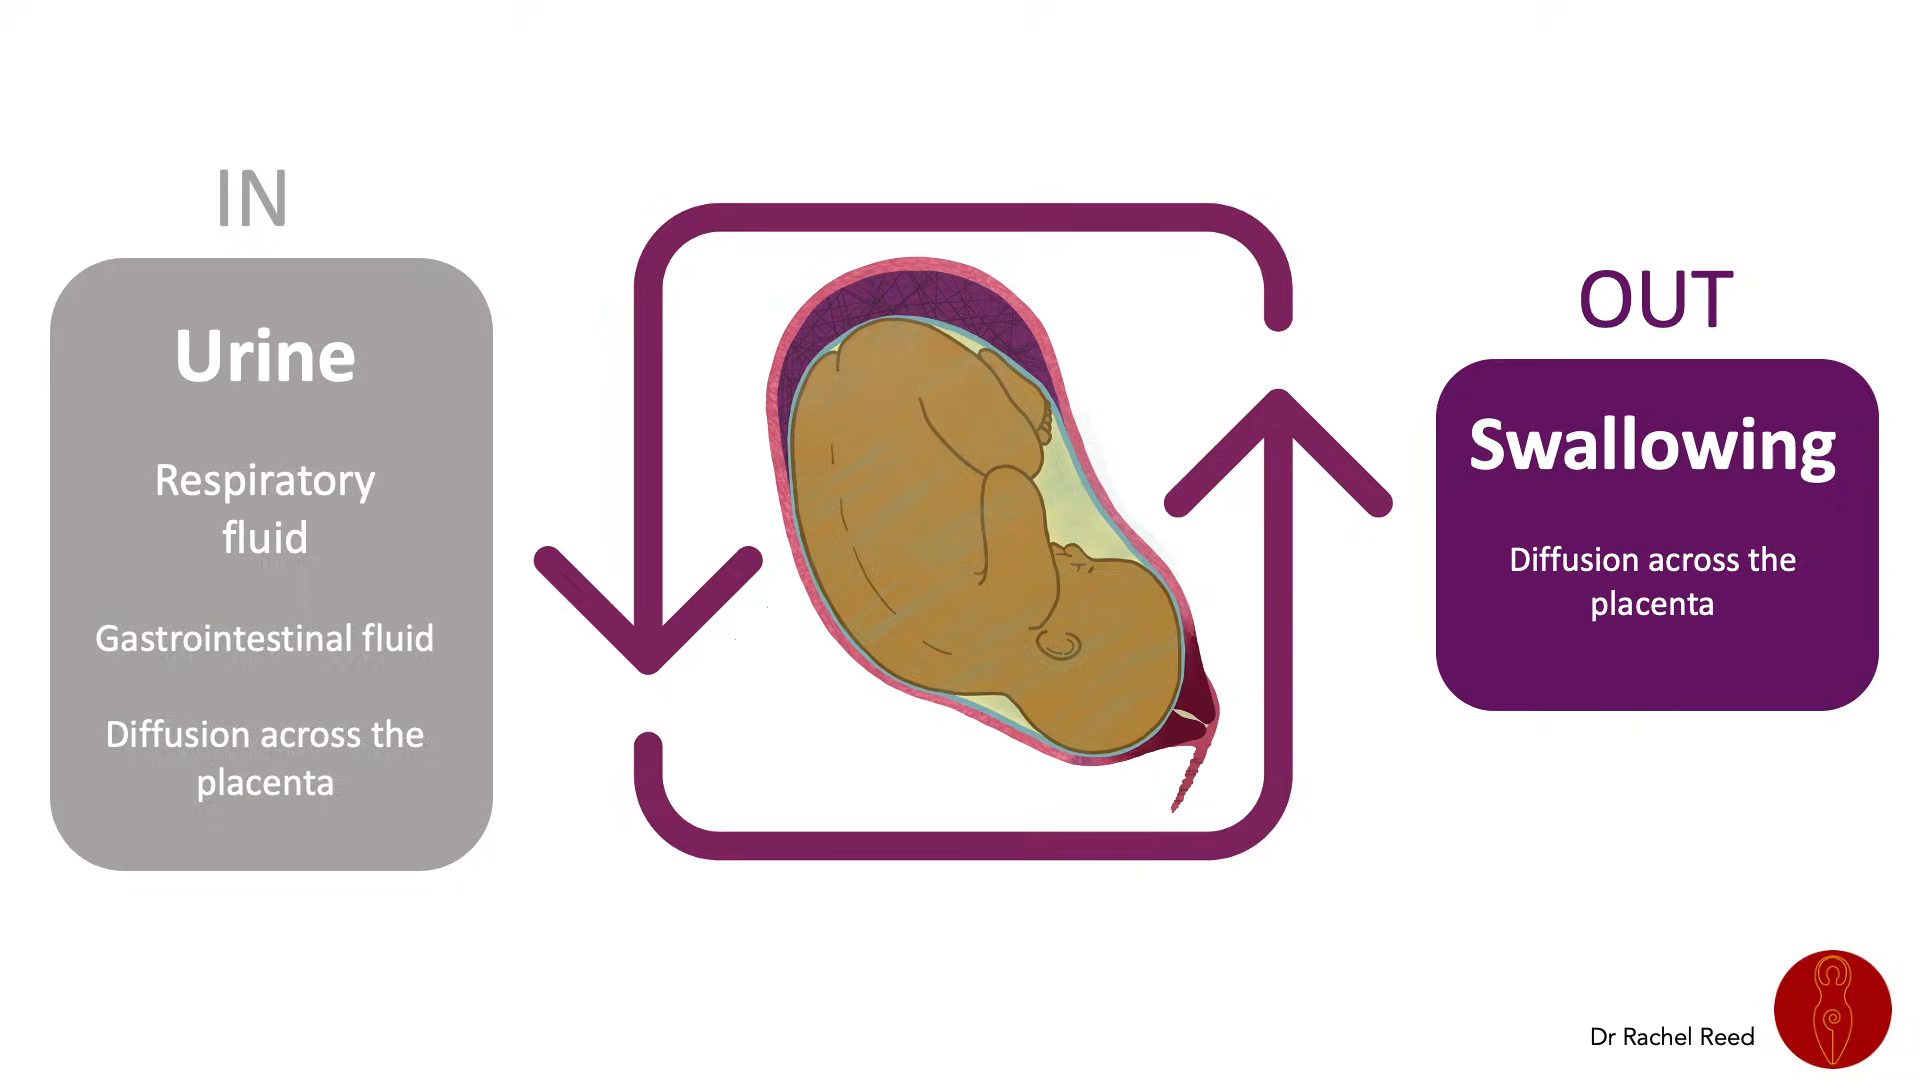 IN
Urine
Respiratory
fluid
Gastrointestinal fluid
Diffusion across the
placenta
OUT
Swallowing
Diffusion across the
placenta
Dr Rachel Reed